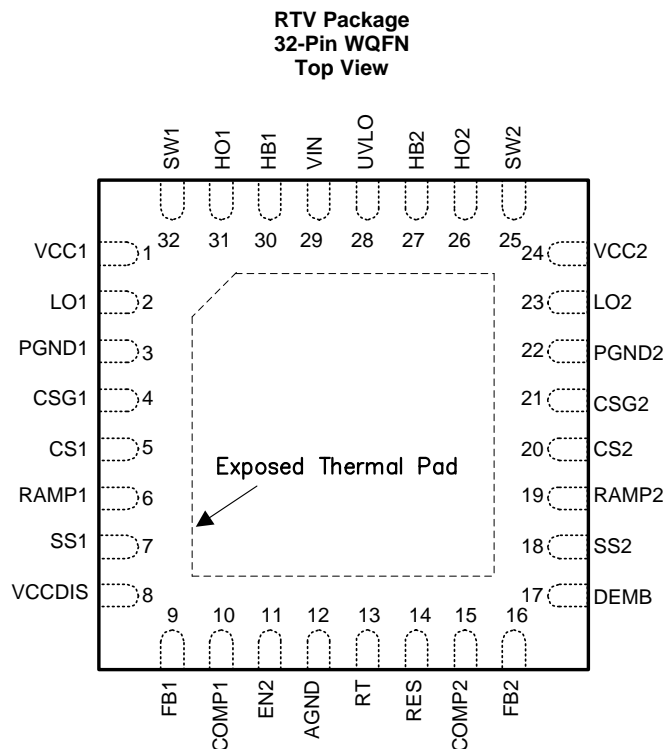 RTV Package
32-Pin WQFN
Top View
SW1
HO1
HB1
VIN
UVLO
HB2
HO2
SW2
32
31
30
29
28
27
26
25
VCC1 1
24 VCC2
LO1 2
23 LO2
PGND1 3
22 PGND2
CSG1 4
21 CSG2
CS1 5
20 CS2
Exposed Thermal Pad
RAMP1 6
19 RAMP2
SS1 7
18 SS2
VCCDIS 8
17 DEMB
9
10
11
12
13
14
15
16
FB1
COMP1
EN2
AGND
RT
RES
COMP2
FB2